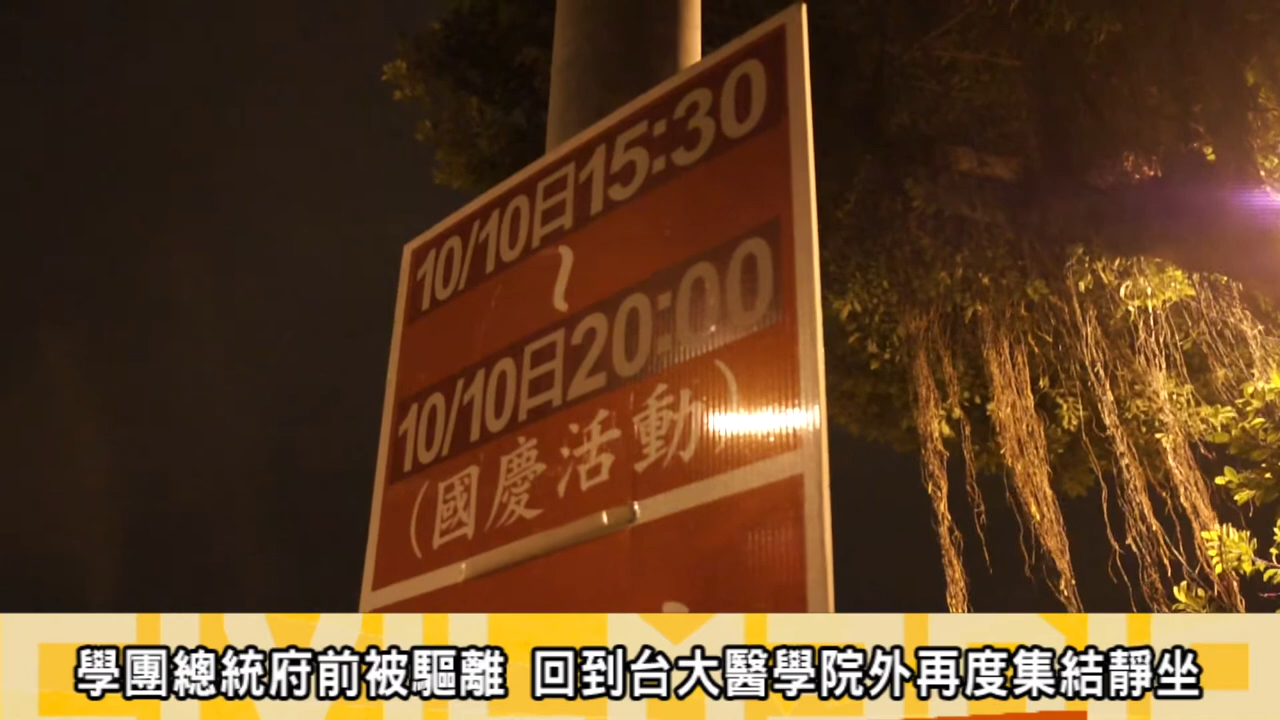 10/10日15:30
～
10/10日20:00
（國慶活動）
學團總統府前被驅離 回到台大醫學院外再度集結靜坐